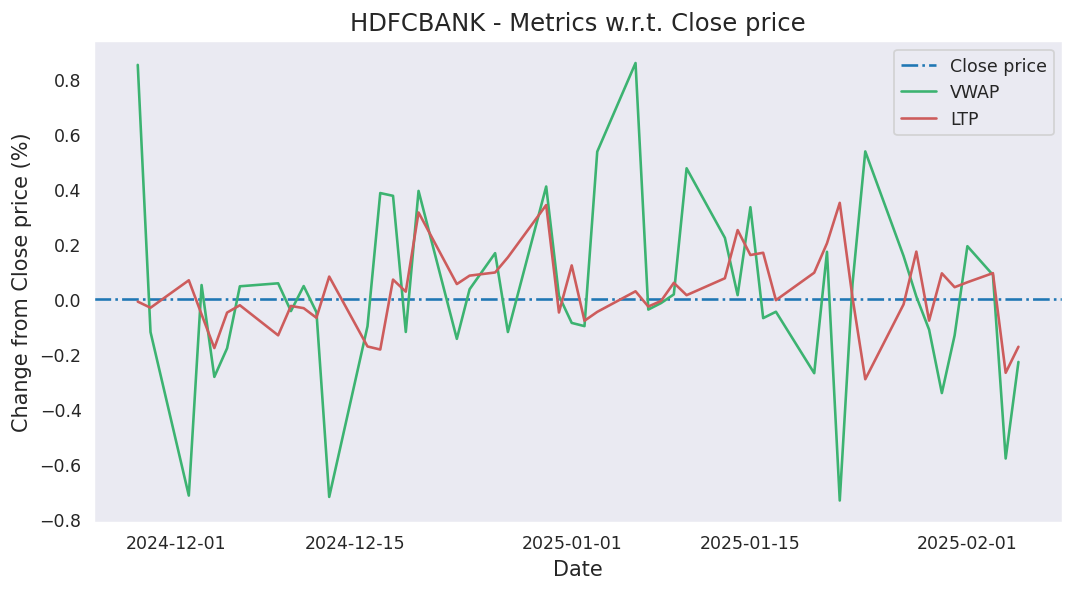 HDFCBANK - Metrics w.r.t. Close price
Close price
VWAP
LTP
Change from Close price (%)
0.8
0.6
0.4
0.2
0.0
−0.2
−0.4
−0.6
−0.8
2024-12-01 2024-12-15 2025-01-01 2025-01-15 2025-02-01
Date